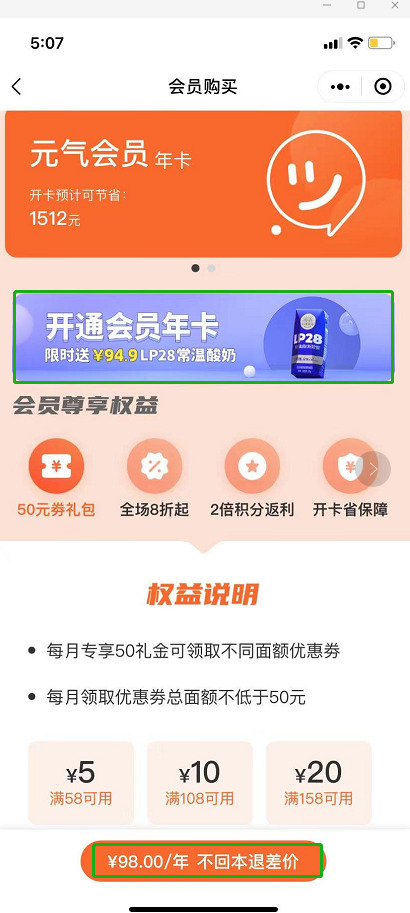 5:07
会员购买
元气会员 年卡
开卡预计可节省：
1512元
开通会员年卡
限时送 ¥94.9 LP28常温酸奶
LP28
会员尊享权益
¥
50元券礼包 全场8折起 2倍积分返利 开卡省保障
权益说明
每月专享50礼金可领取不同面额优惠券
每月领取优惠券总面额不低于50元
¥5 ¥10 ¥20
满58可用 满108可用 满158可用
¥98.00/年 不回本退差价